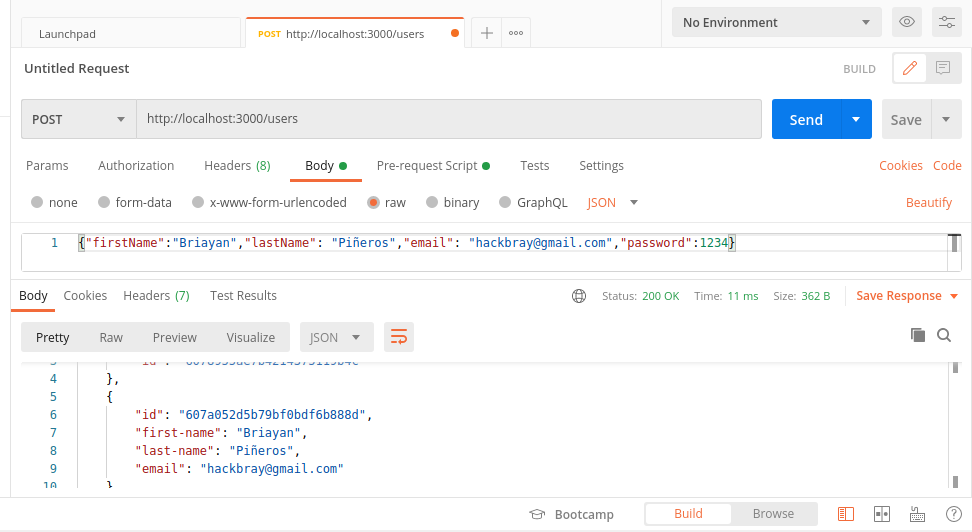 Launchpad
POST http://localhost:3000/users
No Environment
Untitled Request
BUILD
POST
http://localhost:3000/users
Send
Save
Params Authorization Headers (8) Body Pre-request Script Tests Settings Cookies Code
none form-data x-www-form-urlencoded raw binary GraphQL JSON Beautify
1 {"firstName":"Briayan","lastName": "Piñeros","email": "hackbray@gmail.com","password":1234}
Body Cookies Headers (7) Test Results Status: 200 OK Time: 11 ms Size: 362 B Save Response
Pretty Raw Preview Visualize JSON
4 },
5 {
6 "id": "607a052d5b79bf0bdf6b888d",
7 "first-name": "Briayan",
8 "last-name": "Piñeros",
9 "email": "hackbray@gmail.com"
10 }
Bootcamp Build Browse